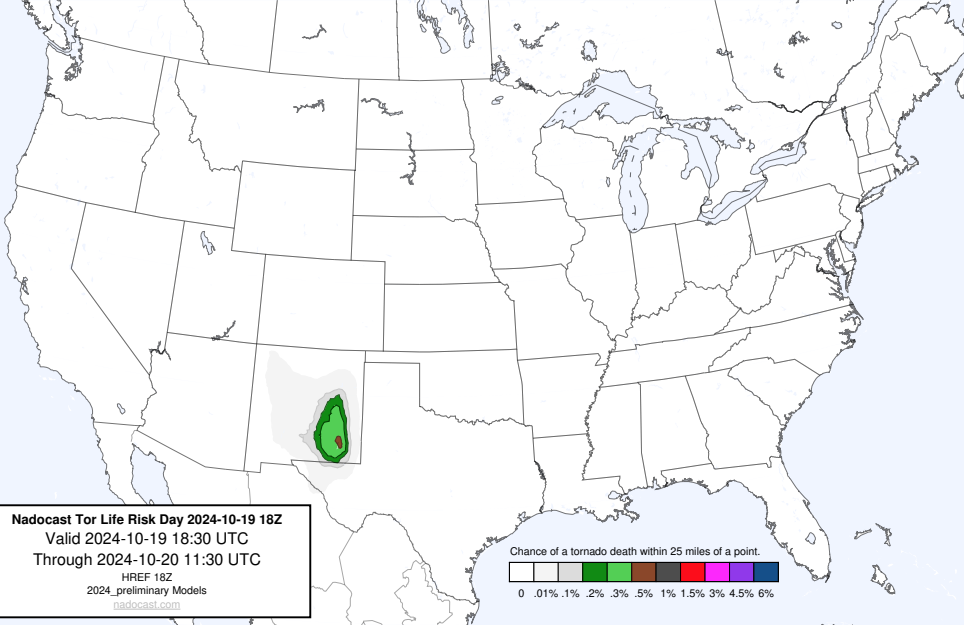 Nadocast Tor Life Risk Day 2024-10-19 18Z
Valid 2024-10-19 18:30 UTC
Through 2024-10-20 11:30 UTC
HREF 18Z
2024_preliminary Models
nadocast.com
Chance of a tornado death within 25 miles of a point.
0 .01% .1% .2% .3% .5% 1% 1.5% 3% 4.5% 6%